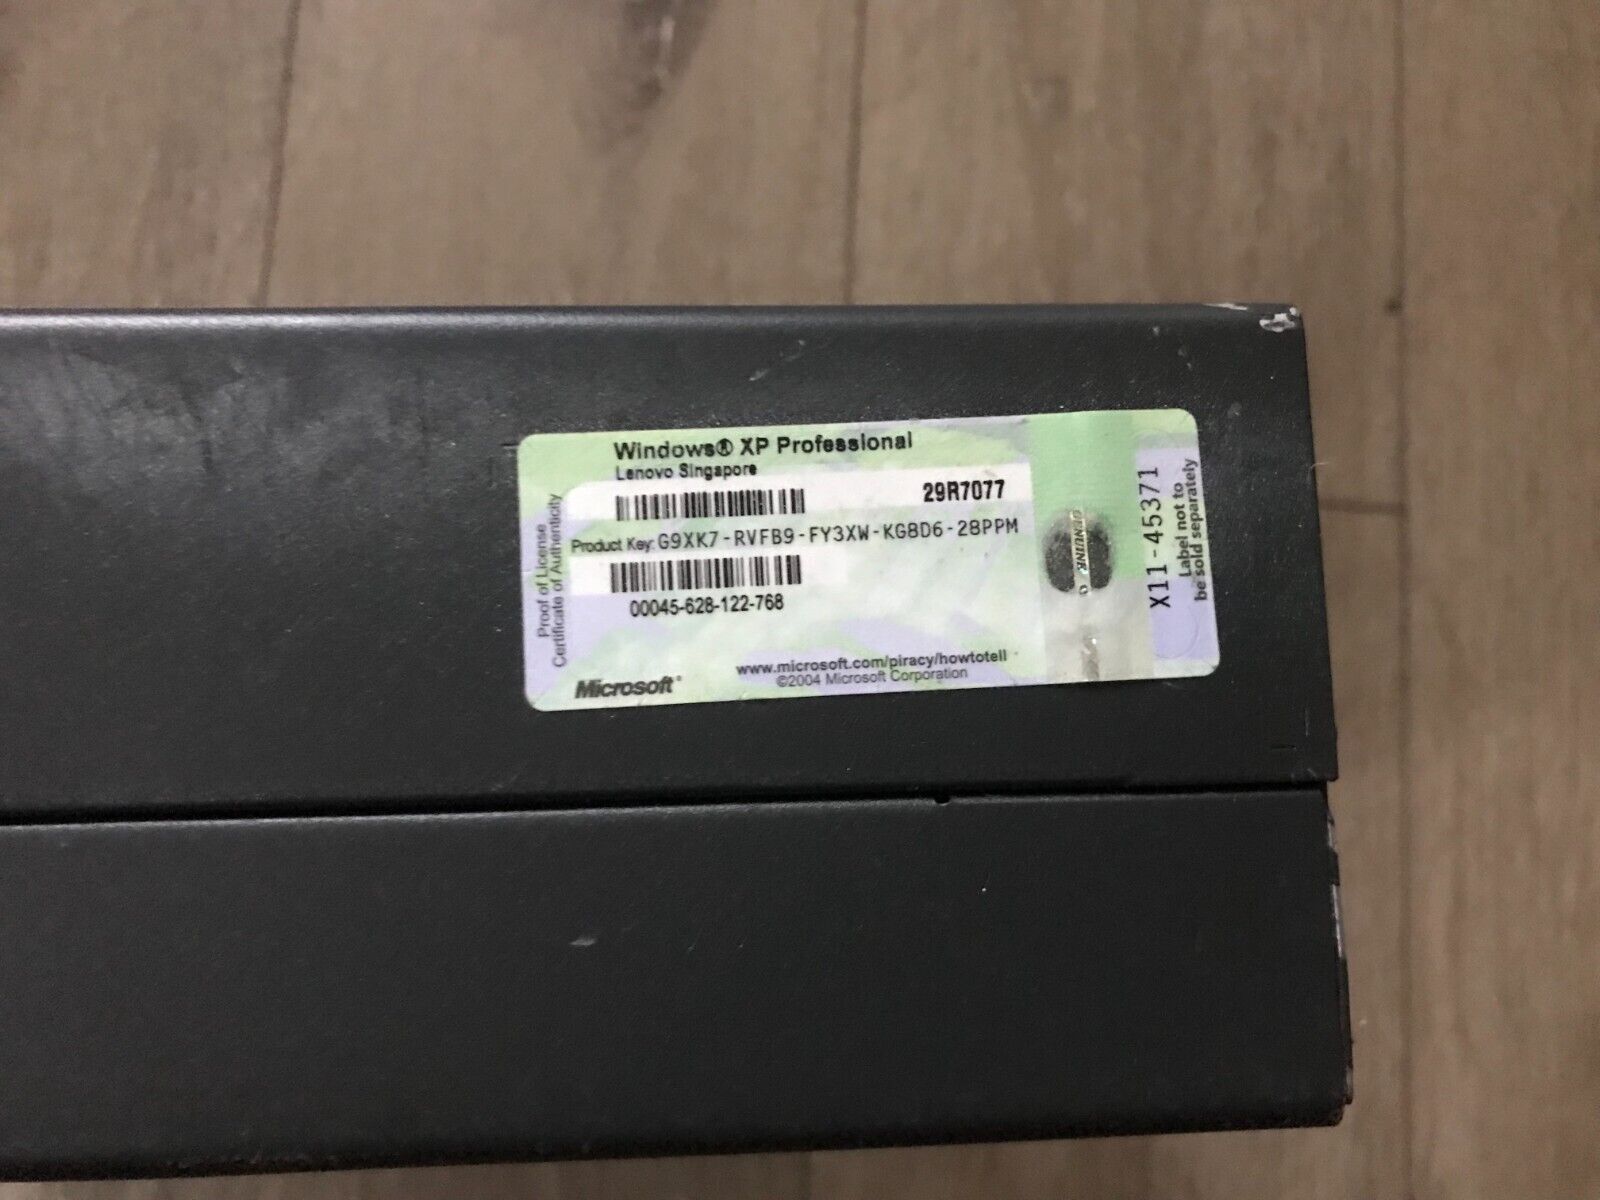 Windows® XP Professional
Lenovo Singapore
29R7077
Product Key: G9XK7-RVFB9-FY3XW-KG8D6-28PPM
00045-628-122-768
www.microsoft.com/piracy/howtotell
©2004 Microsoft Corporation
Microsoft®
Proof of License
Certificate of Authenticity
GENUINE
X11-45371
Label not to
be sold separately